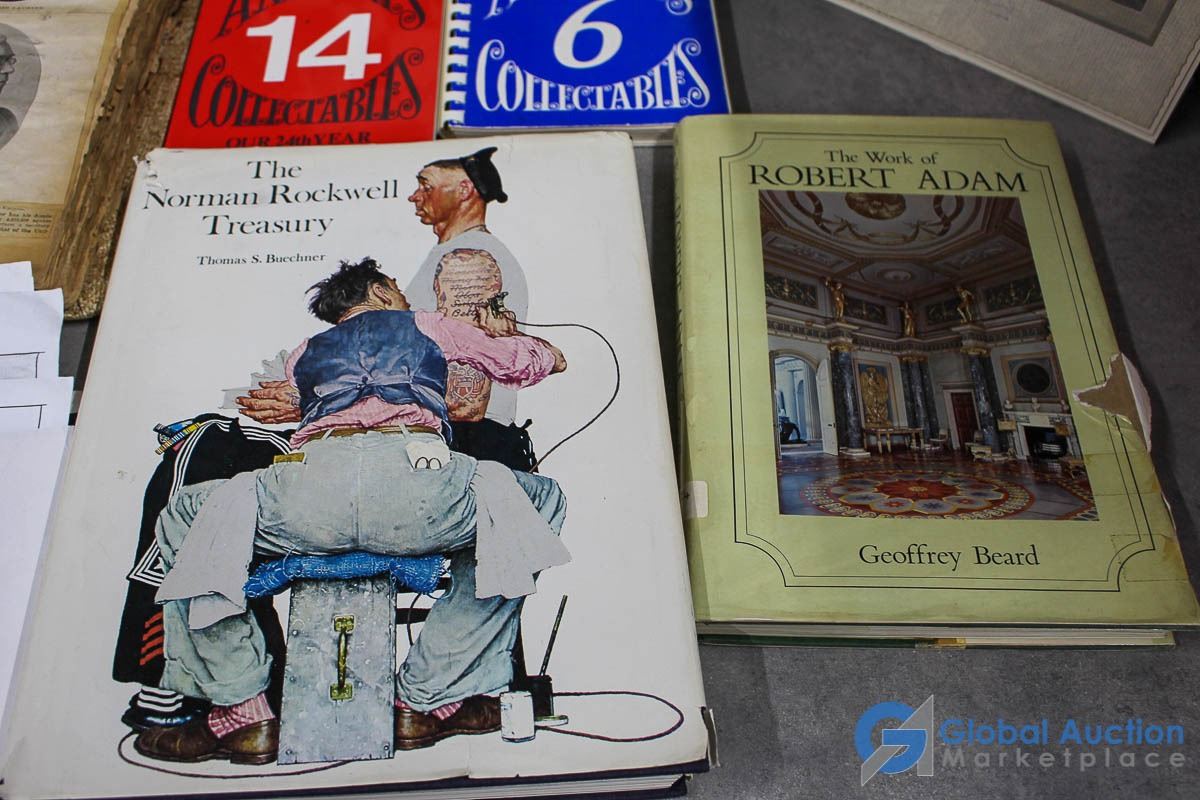 14
COLLECTABLES
OUR 24th YEAR
6
COLLECTABLES
The
Norman Rockwell
Treasury
Thomas S. Buechner
The Work of
ROBERT ADAM
Geoffrey Beard
Global Auction
Marketplace